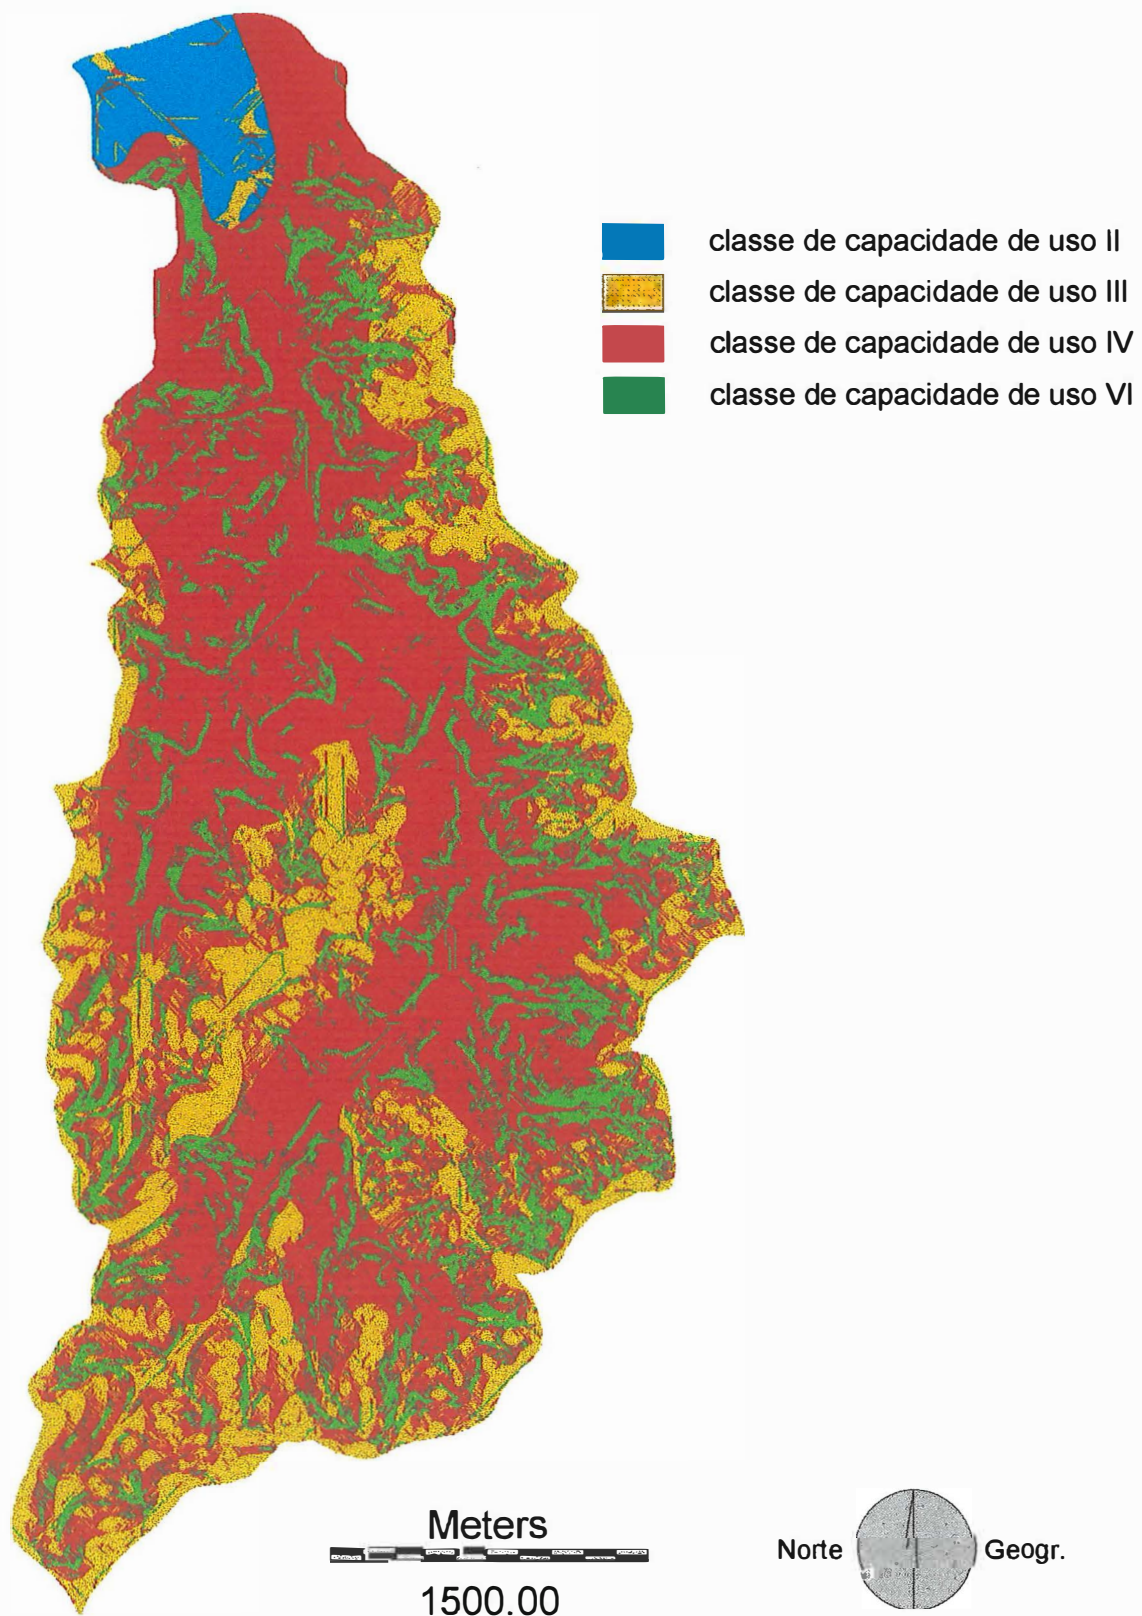 classe de capacidade de uso II
classe de capacidade de uso III
classe de capacidade de uso IV
classe de capacidade de uso VI
Meters
1500.00
Norte Geogr.